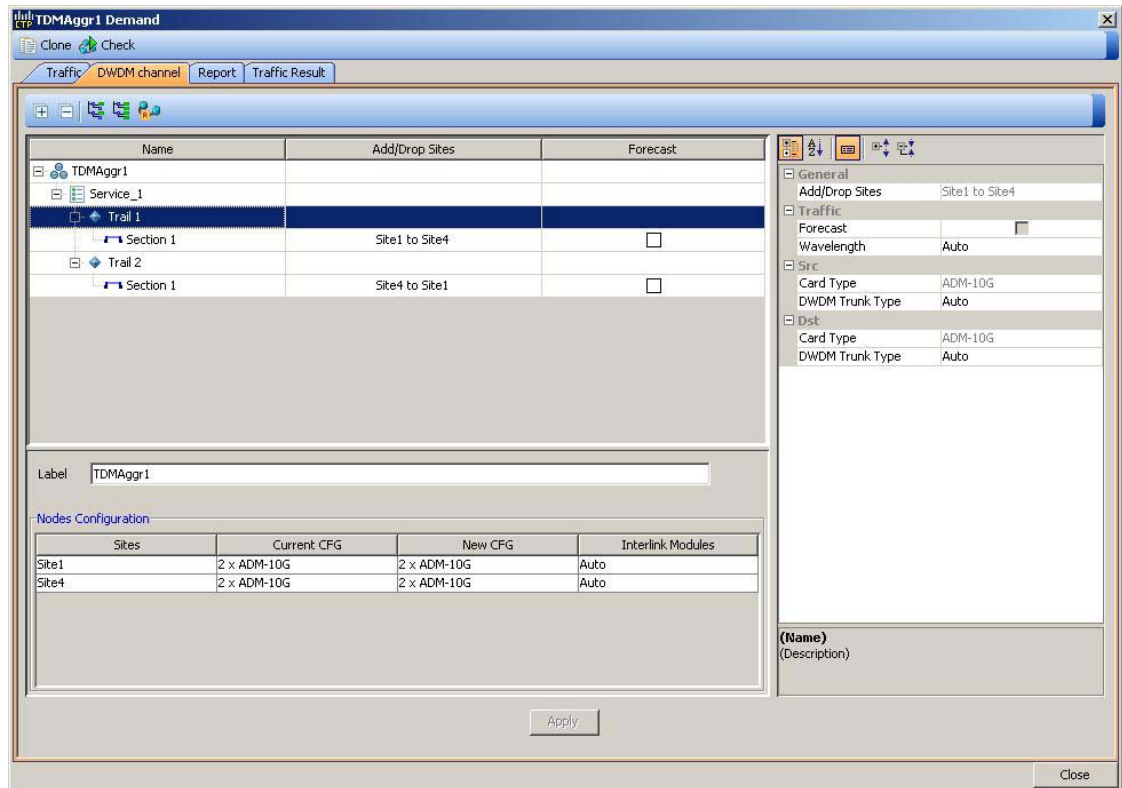 CTP TDMAggr1 Demand
Clone Check
Traffic DWDM channel Report Traffic Result
R
Name Add/Drop Sites Forecast
TDMAggr1
Service_1
Trail 1
Section 1 Site1 to Site4
Trail 2
Section 1 Site4 to Site1
Label TDMAggr1
Nodes Configuration
Sites Current CFG New CFG Interlink Modules
Site1 2 x ADM-10G 2 x ADM-10G Auto
Site4 2 x ADM-10G 2 x ADM-10G Auto
A Z
General
Add/Drop Sites Site1 to Site4
Traffic
Forecast
Wavelength Auto
Src
Card Type ADM-10G
DWDM Trunk Type Auto
Dst
Card Type ADM-10G
DWDM Trunk Type Auto
(Name)
(Description)
Apply
Close